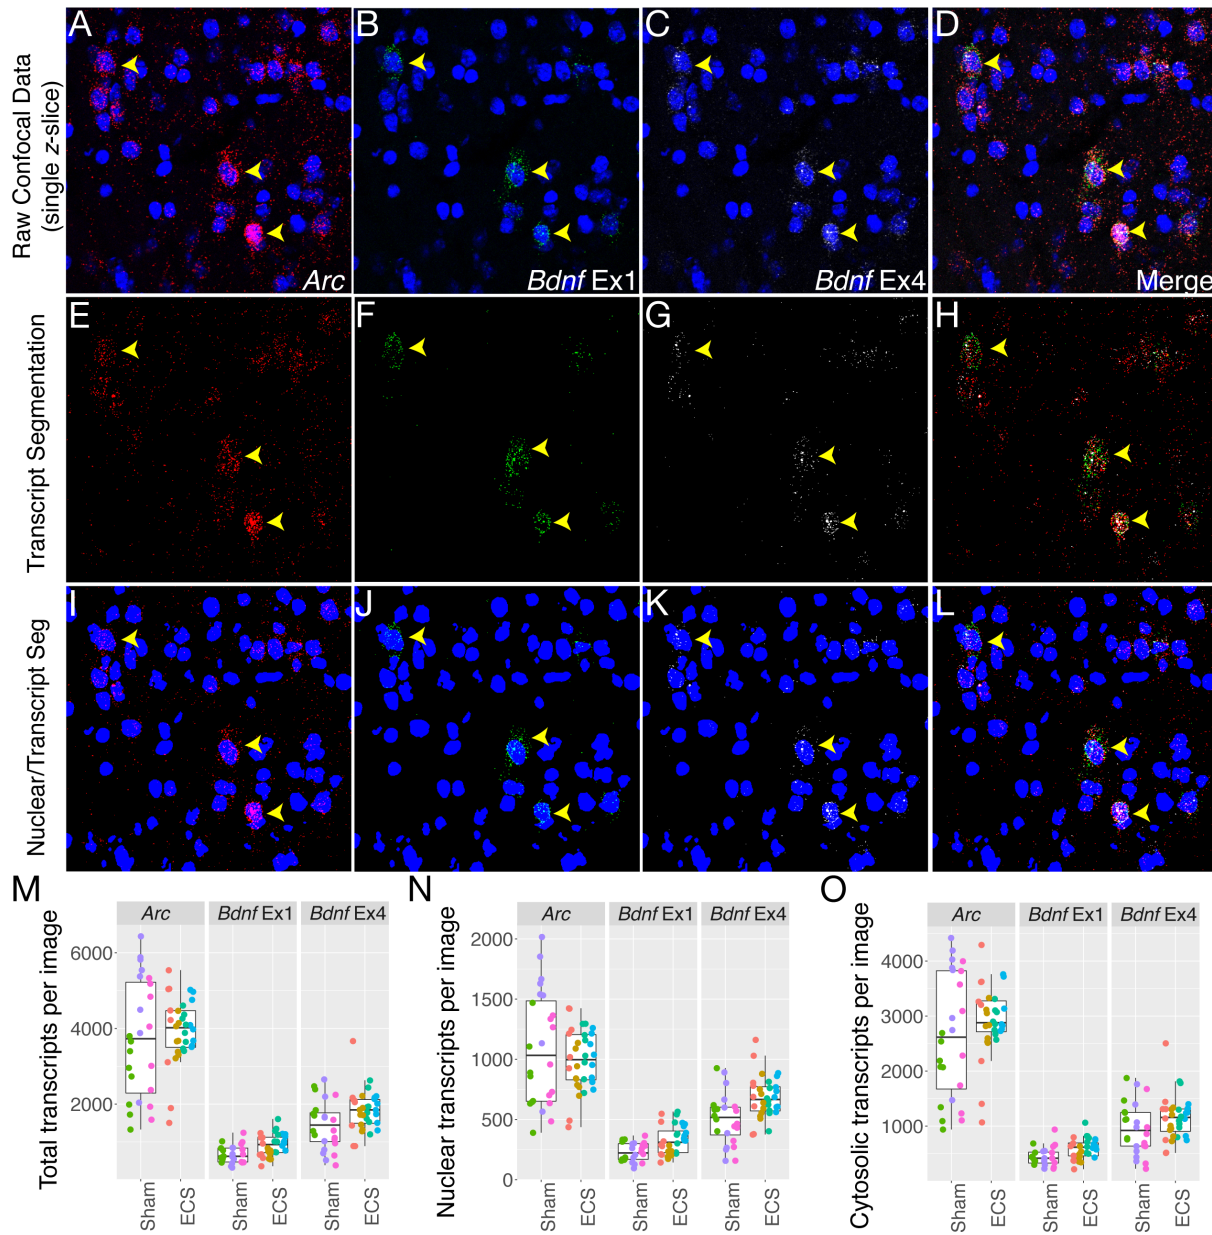 Raw Confocal Data
(single z-slice)
A
B
C
D
Arc
Bdnf Ex1
Bdnf Ex4
Merge
Transcript Segmentation
E
F
G
H
Nuclear/Transcript Seg
I
J
K
L
M
Total transcripts per image
Arc
Bdnf Ex1
Bdnf Ex4
6000
4000
2000
Sham
ECS
Sham
ECS
Sham
ECS
N
Nuclear transcripts per image
Arc
Bdnf Ex1
Bdnf Ex4
2000
1500
1000
500
0
Sham
ECS
Sham
ECS
Sham
ECS
O
Cytosolic transcripts per image
Arc
Bdnf Ex1
Bdnf Ex4
4000
3000
2000
1000
Sham
ECS
Sham
ECS
Sham
ECS